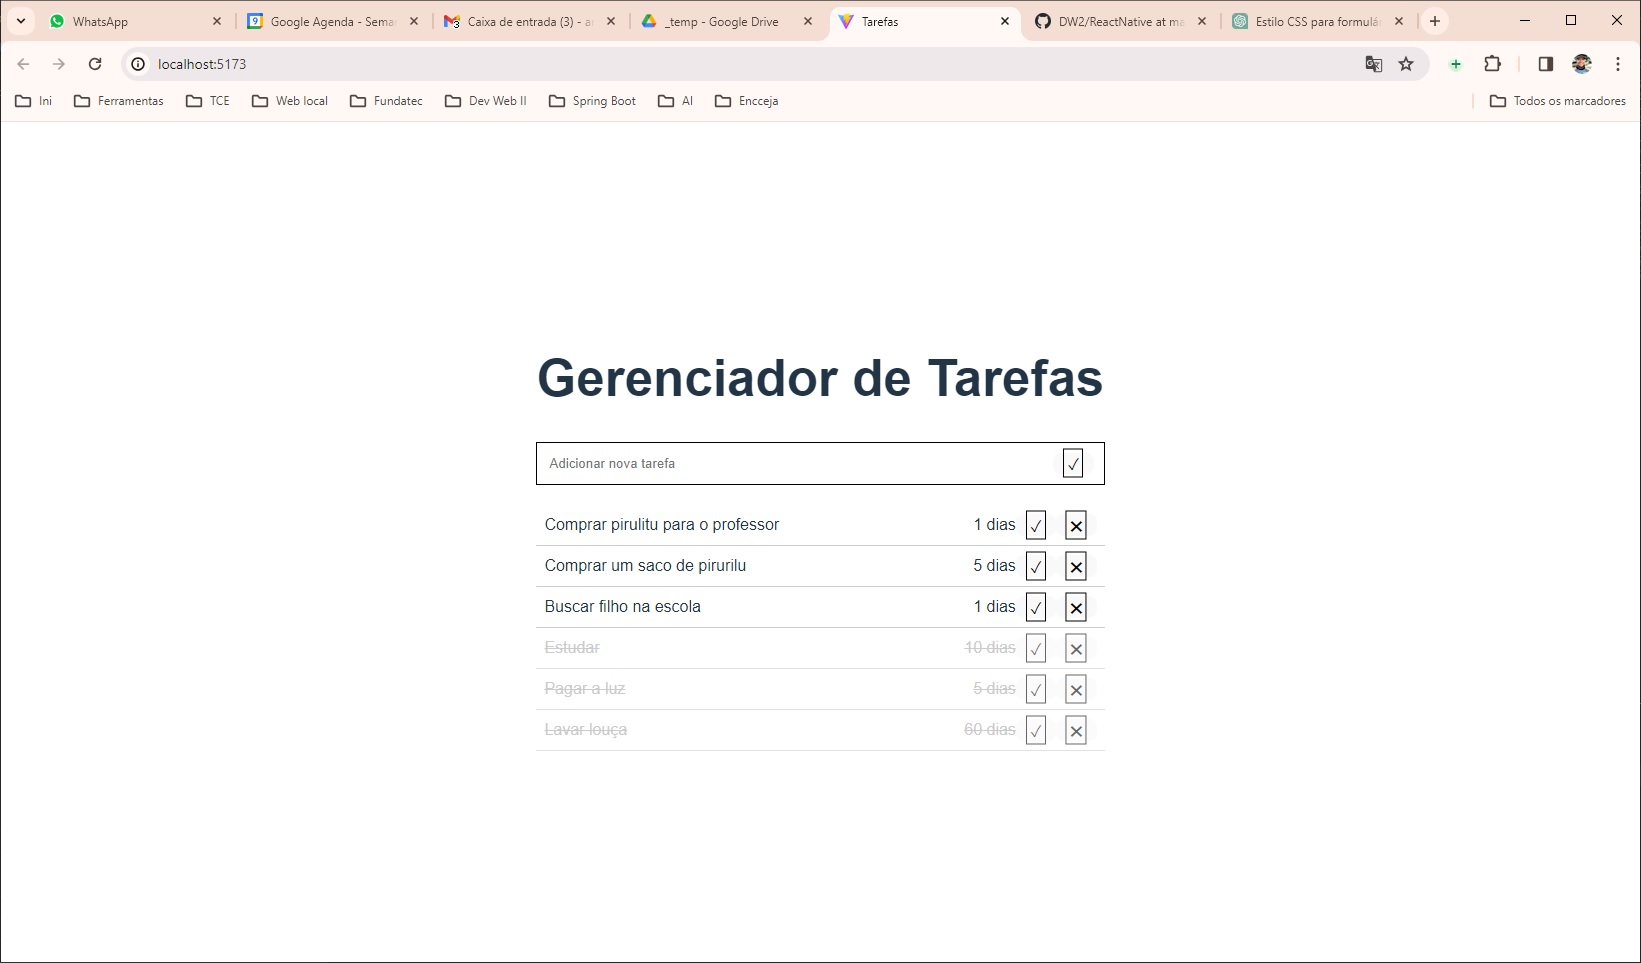 WhatsApp
Google Agenda - Sema
Caixa de entrada (3) - a
_temp - Google Drive
Tarefas
DW2/ReactNative at ma
Estilo CSS para formulá
localhost:5173
Ini
Ferramentas
TCE
Web local
Fundatec
Dev Web II
Spring Boot
AI
Encceja
Todos os marcadores
Gerenciador de Tarefas
Adicionar nova tarefa ✓
Comprar pirulitu para o professor 1 dias ✓ ✕
Comprar um saco de pirurilu 5 dias ✓ ✕
Buscar filho na escola 1 dias ✓ ✕
Estudar 10 dias ✓ ✕
Pagar a luz 5 dias ✓ ✕
Lavar louça 60 dias ✓ ✕